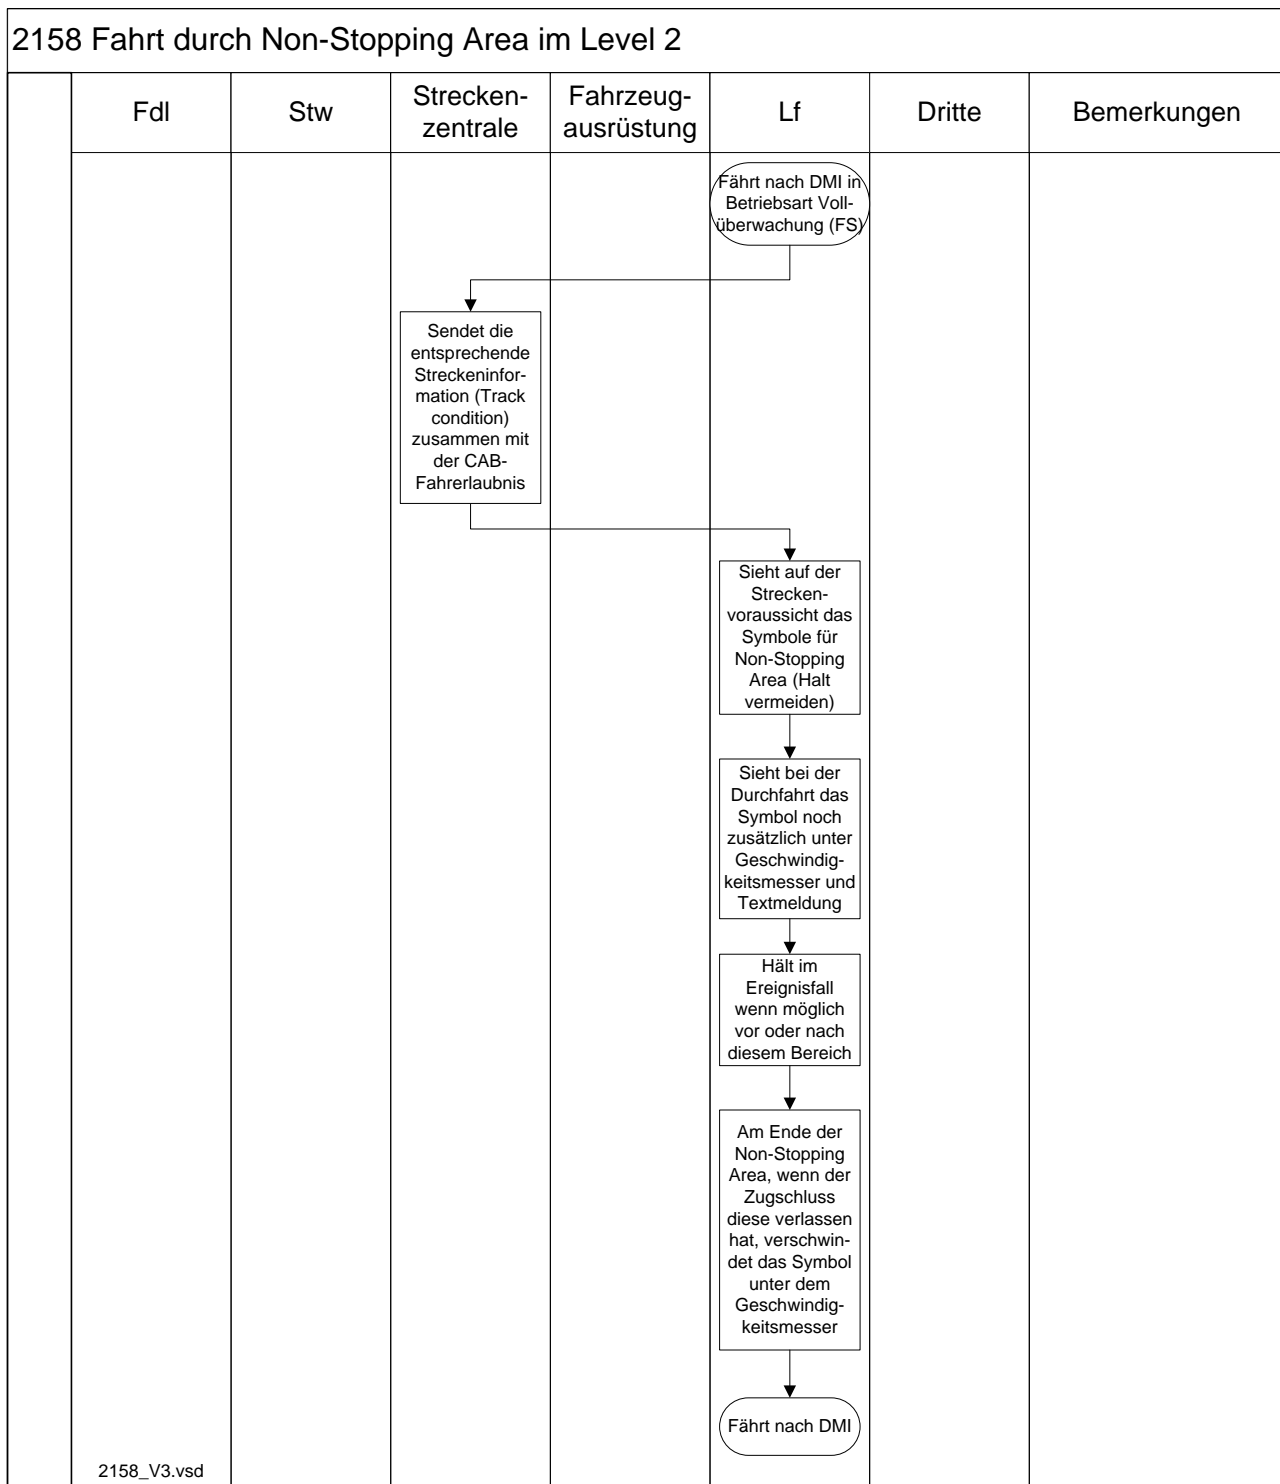 2158 Fahrt durch Non-Stopping Area im Level 2
Fdl
Stw
Strecken-
zentrale
Fahrzeug-
ausrüstung
Lf
Dritte
Bemerkungen
Fährt nach DMI in
Betriebsart Voll-
überwachung (FS)
Sendet die
entsprechende
Streckeninfor-
mation (Track
condition)
zusammen mit
der CAB-
Fahrerlaubnis
Sieht auf der
Strecken-
voraussicht das
Symbole für
Non-Stopping
Area (Halt
vermeiden)
Sieht bei der
Durchfahrt das
Symbol noch
zusätzlich unter
Geschwindig-
keitsmesser und
Textmeldung
Hält im
Ereignisfall
wenn möglich
vor oder nach
diesem Bereich
Am Ende der
Non-Stopping
Area, wenn der
Zugschluss
diese verlassen
hat, verschwin-
det das Symbol
unter dem
Geschwindig-
keitsmesser
Fährt nach DMI
2158_V3.vsd